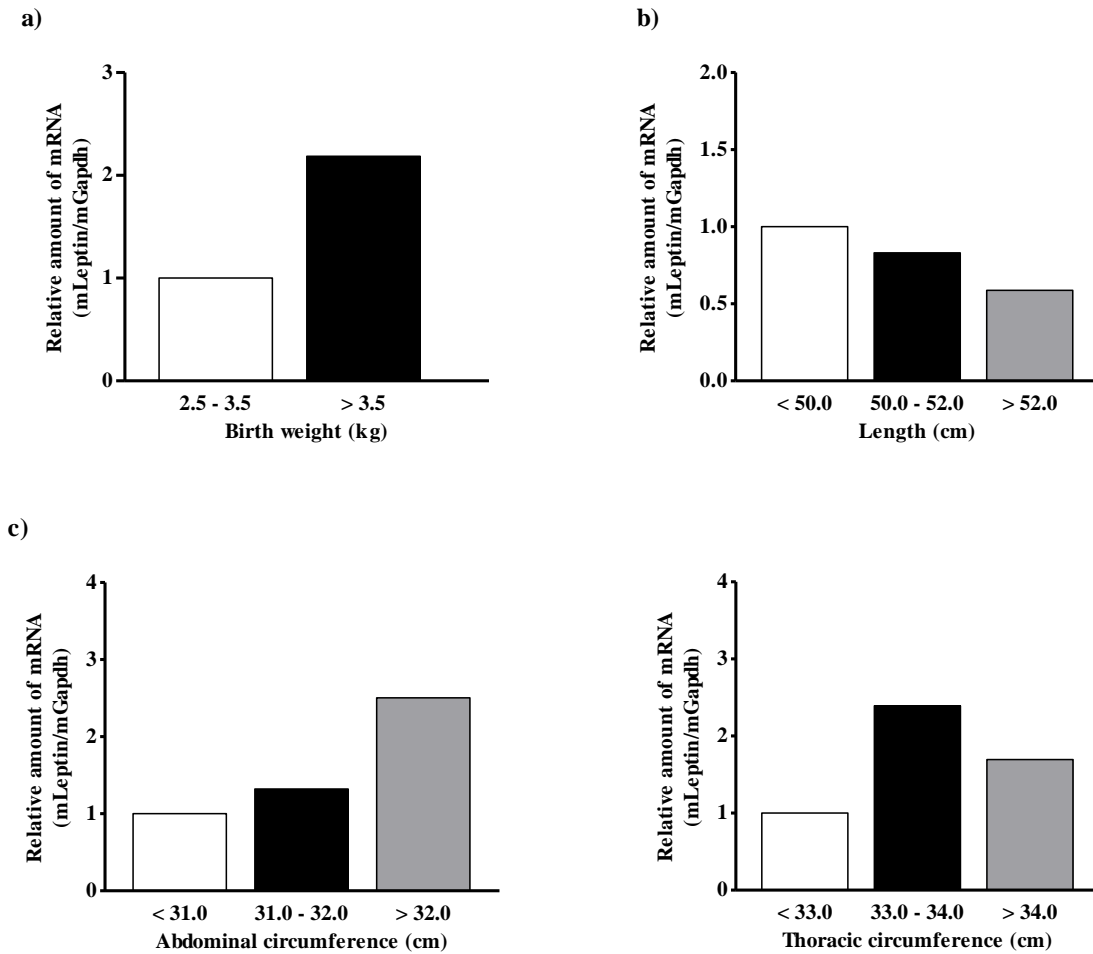 a)
Relative amount of mRNA
(mLeptin/mGapdh)
3
2
1
0
2.5 - 3.5 > 3.5
Birth weight (kg)
b)
Relative amount of mRNA
(mLeptin/mGapdh)
2.0
1.5
1.0
0.5
0.0
< 50.0 50.0 - 52.0 > 52.0
Length (cm)
c)
Relative amount of mRNA
(mLeptin/mGapdh)
4
3
2
1
0
< 31.0 31.0 - 32.0 > 32.0
Abdominal circumference (cm)
Relative amount of mRNA
(mLeptin/mGapdh)
4
3
2
1
0
< 33.0 33.0 - 34.0 > 34.0
Thoracic circumference (cm)